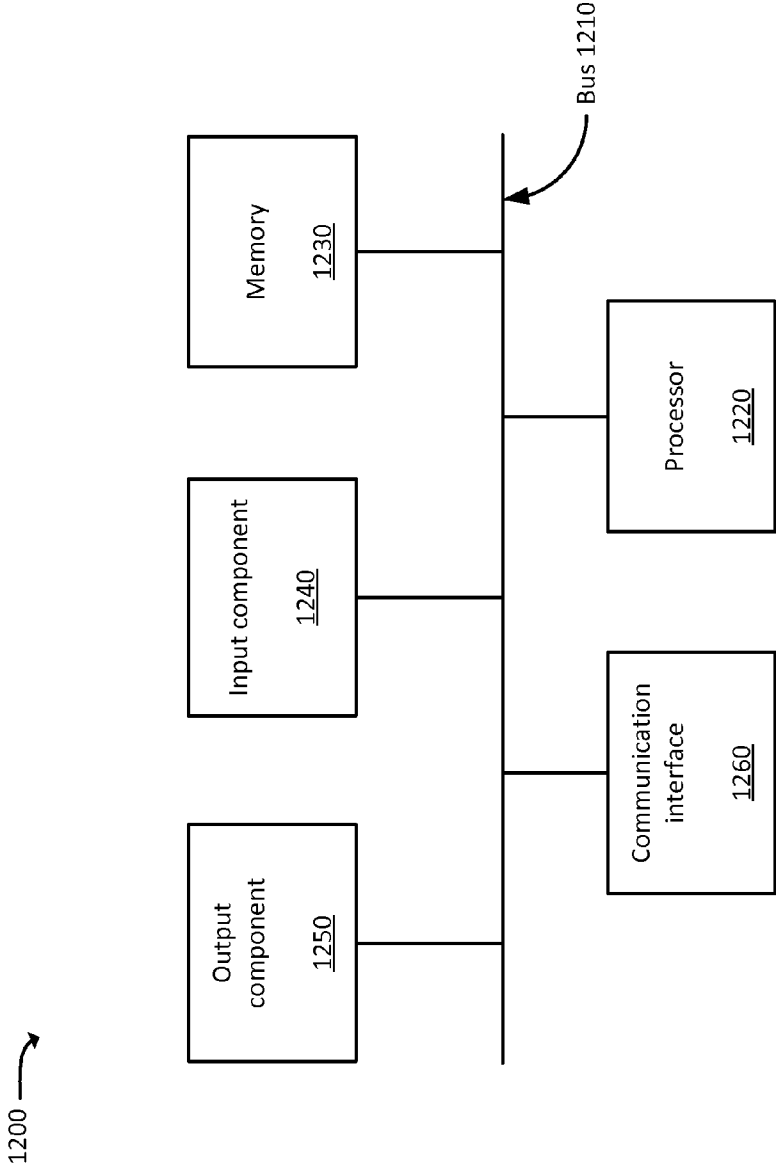 1200
Output
component
1250
Input component
1240
Memory
1230
Bus 1210
Communication
interface
1260
Processor
1220